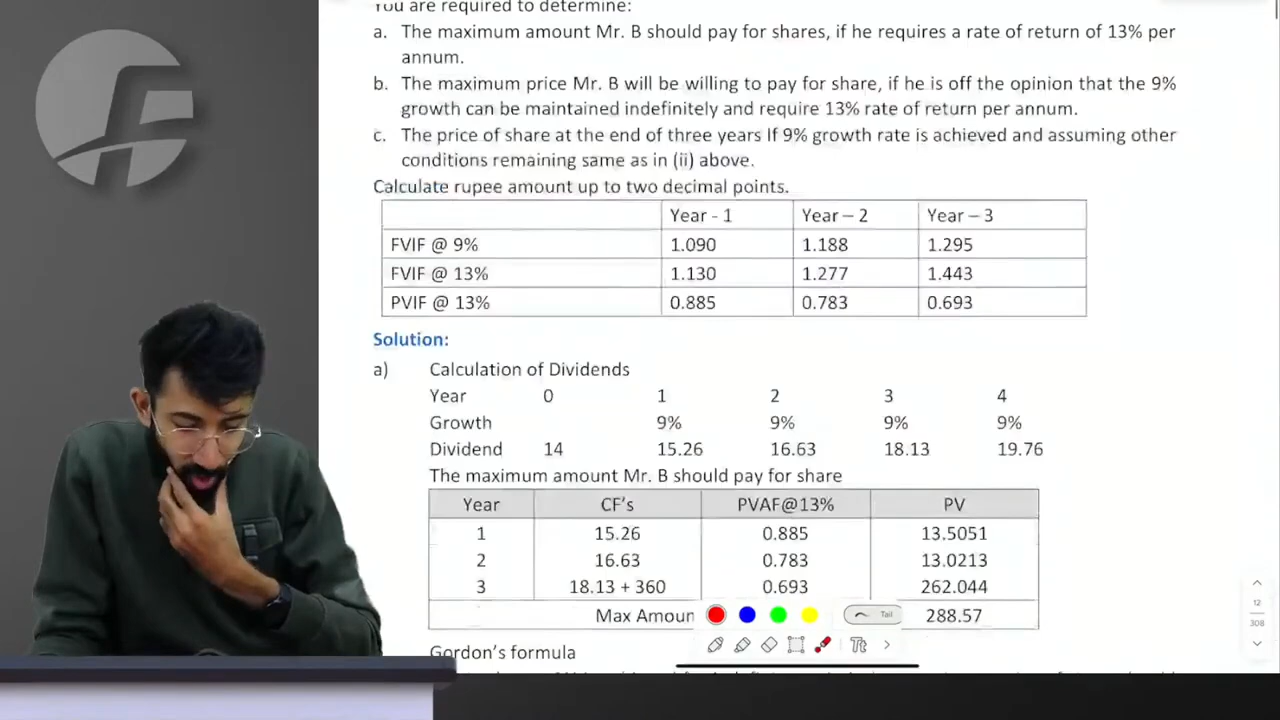 You are required to determine:
a. The maximum amount Mr. B should pay for shares, if he requires a rate of return of 13% per
annum.
b. The maximum price Mr. B will be willing to pay for share, if he is off the opinion that the 9%
growth can be maintained indefinitely and require 13% rate of return per annum.
c. The price of share at the end of three years If 9% growth rate is achieved and assuming other
conditions remaining same as in (ii) above.
Calculate rupee amount up to two decimal points.
Year - 1 Year – 2 Year – 3
FVIF @ 9% 1.090 1.188 1.295
FVIF @ 13% 1.130 1.277 1.443
PVIF @ 13% 0.885 0.783 0.693
Solution:
a) Calculation of Dividends
Year 0 1 2 3 4
Growth 9% 9% 9% 9%
Dividend 14 15.26 16.63 18.13 19.76
The maximum amount Mr. B should pay for share
Year CF's PVAF@13% PV
1 15.26 0.885 13.5051
2 16.63 0.783 13.0213
3 18.13 + 360 0.693 262.044
Max Amoun 288.57
Tail
Gordon's formula
12
308